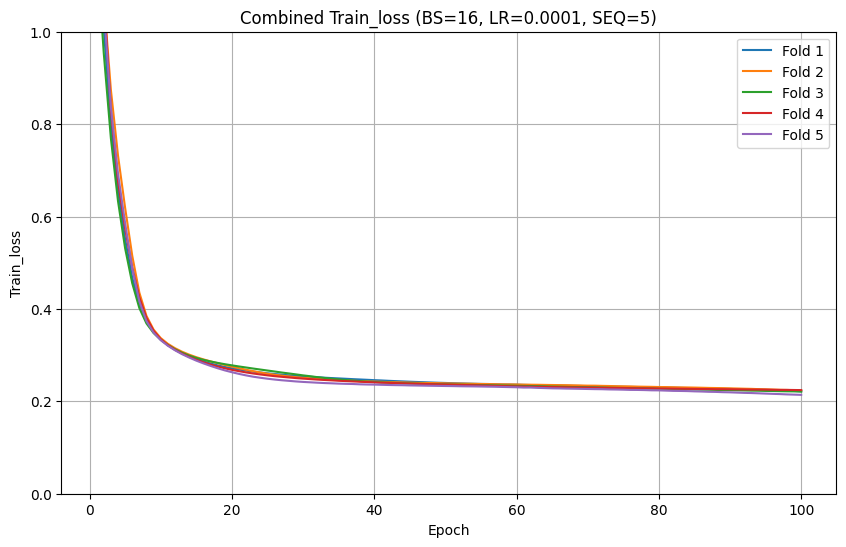 Combined Train_loss (BS=16, LR=0.0001, SEQ=5)
1.0
0.8
0.6
0.4
0.2
0.0
Train_loss
Fold 1
Fold 2
Fold 3
Fold 4
Fold 5
0 20 40 60 80 100
Epoch